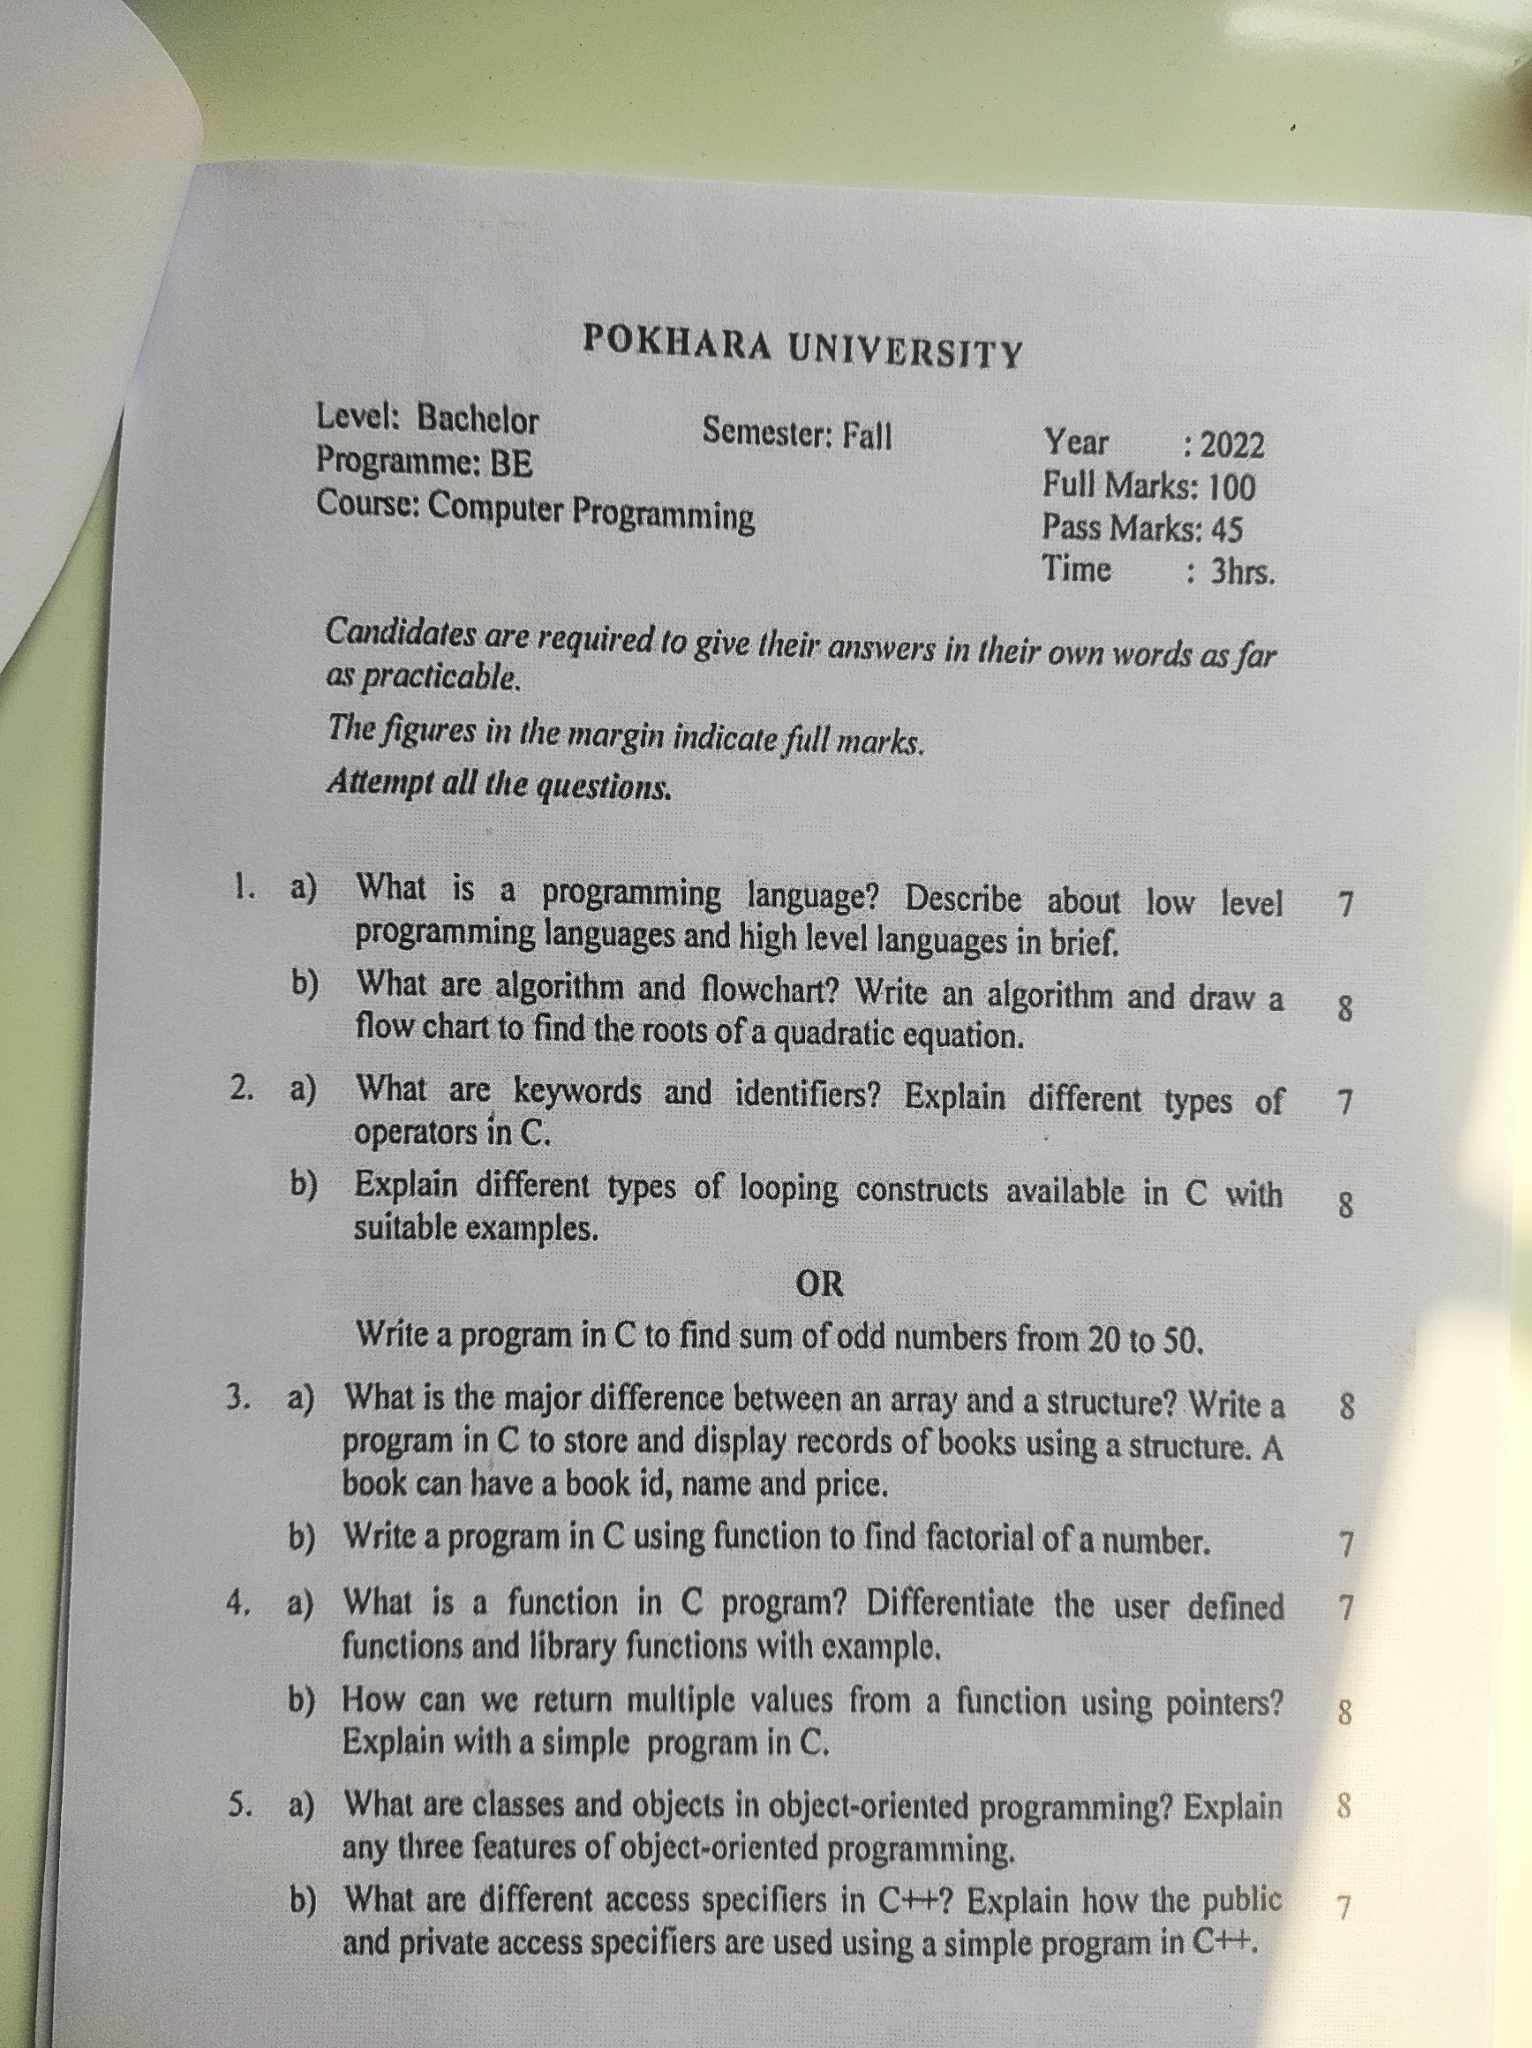 POKHARA UNIVERSITY
Level: Bachelor Semester: Fall Year : 2022
Programme: BE Full Marks: 100
Course: Computer Programming Pass Marks: 45
Time : 3hrs.
Candidates are required to give their answers in their own words as far
as practicable.
The figures in the margin indicate full marks.
Attempt all the questions.
1. a) What is a programming language? Describe about low level 7
programming languages and high level languages in brief.
b) What are algorithm and flowchart? Write an algorithm and draw a 8
flow chart to find the roots of a quadratic equation.
2. a) What are keywords and identifiers? Explain different types of 7
operators in C.
b) Explain different types of looping constructs available in C with 8
suitable examples.
OR
Write a program in C to find sum of odd numbers from 20 to 50.
3. a) What is the major difference between an array and a structure? Write a 8
program in C to store and display records of books using a structure. A
book can have a book id, name and price.
b) Write a program in C using function to find factorial of a number. 7
4. a) What is a function in C program? Differentiate the user defined 7
functions and library functions with example.
b) How can we return multiple values from a function using pointers? 8
Explain with a simple program in C.
5. a) What are classes and objects in object-oriented programming? Explain 8
any three features of object-oriented programming.
b) What are different access specifiers in C++? Explain how the public 7
and private access specifiers are used using a simple program in C++.